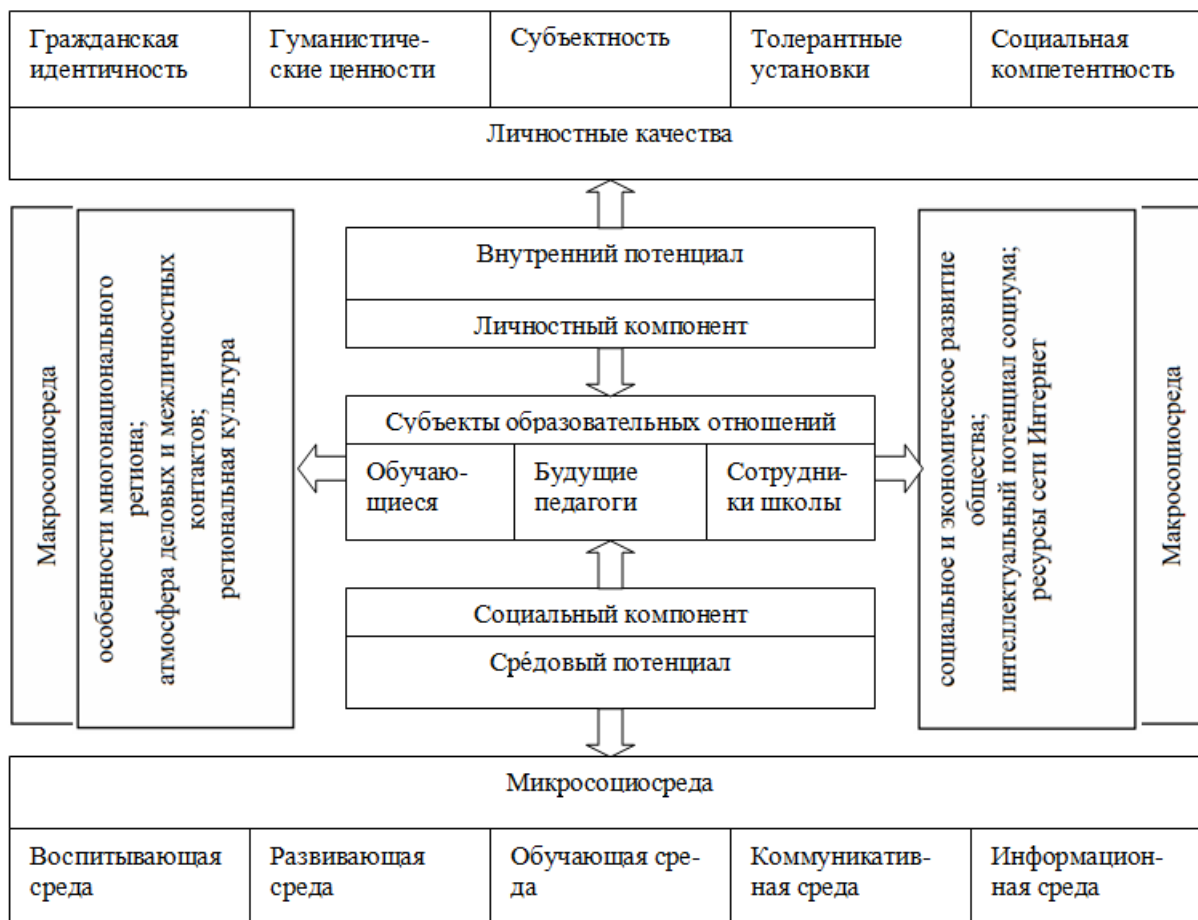 Гражданская
идентичность
Гуманистиче-
ские ценности
Субъектность
Толерантные
установки
Социальная
компетентность
Личностные качества
Макросоциосреда
особенности многонационального
региона;
атмосфера деловых и межличностных
контактов;
региональная культура
Внутренний потенциал
Личностный компонент
Субъекты образовательных отношений
Обучаю-
щиеся
Будущие
педагоги
Сотрудни-
ки школы
Социальный компонент
Сре́довый потенциал
социальное и экономическое развитие
общества;
интеллектуальный потенциал социума;
ресурсы сети Интернет
Макросоциосреда
Микросоциосреда
Воспитывающая
среда
Развивающая
среда
Обучающая сре-
да
Коммуникатив-
ная среда
Информацион-
ная среда